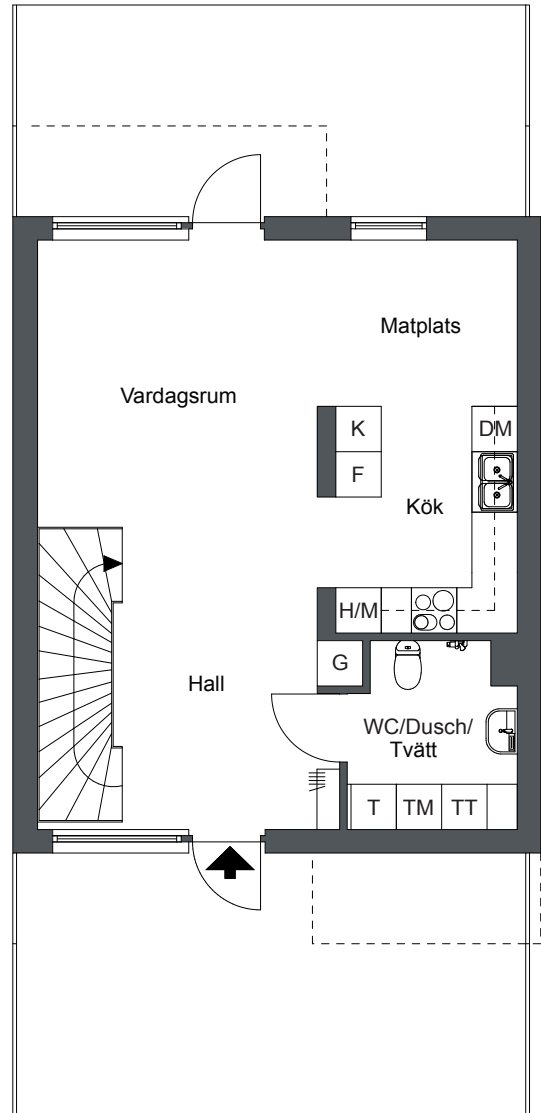 Matplats
Vardagsrum
K
DM
F
Kök
H/M
G
Hall
WC/Dusch/
Tvätt
T
TM
TT